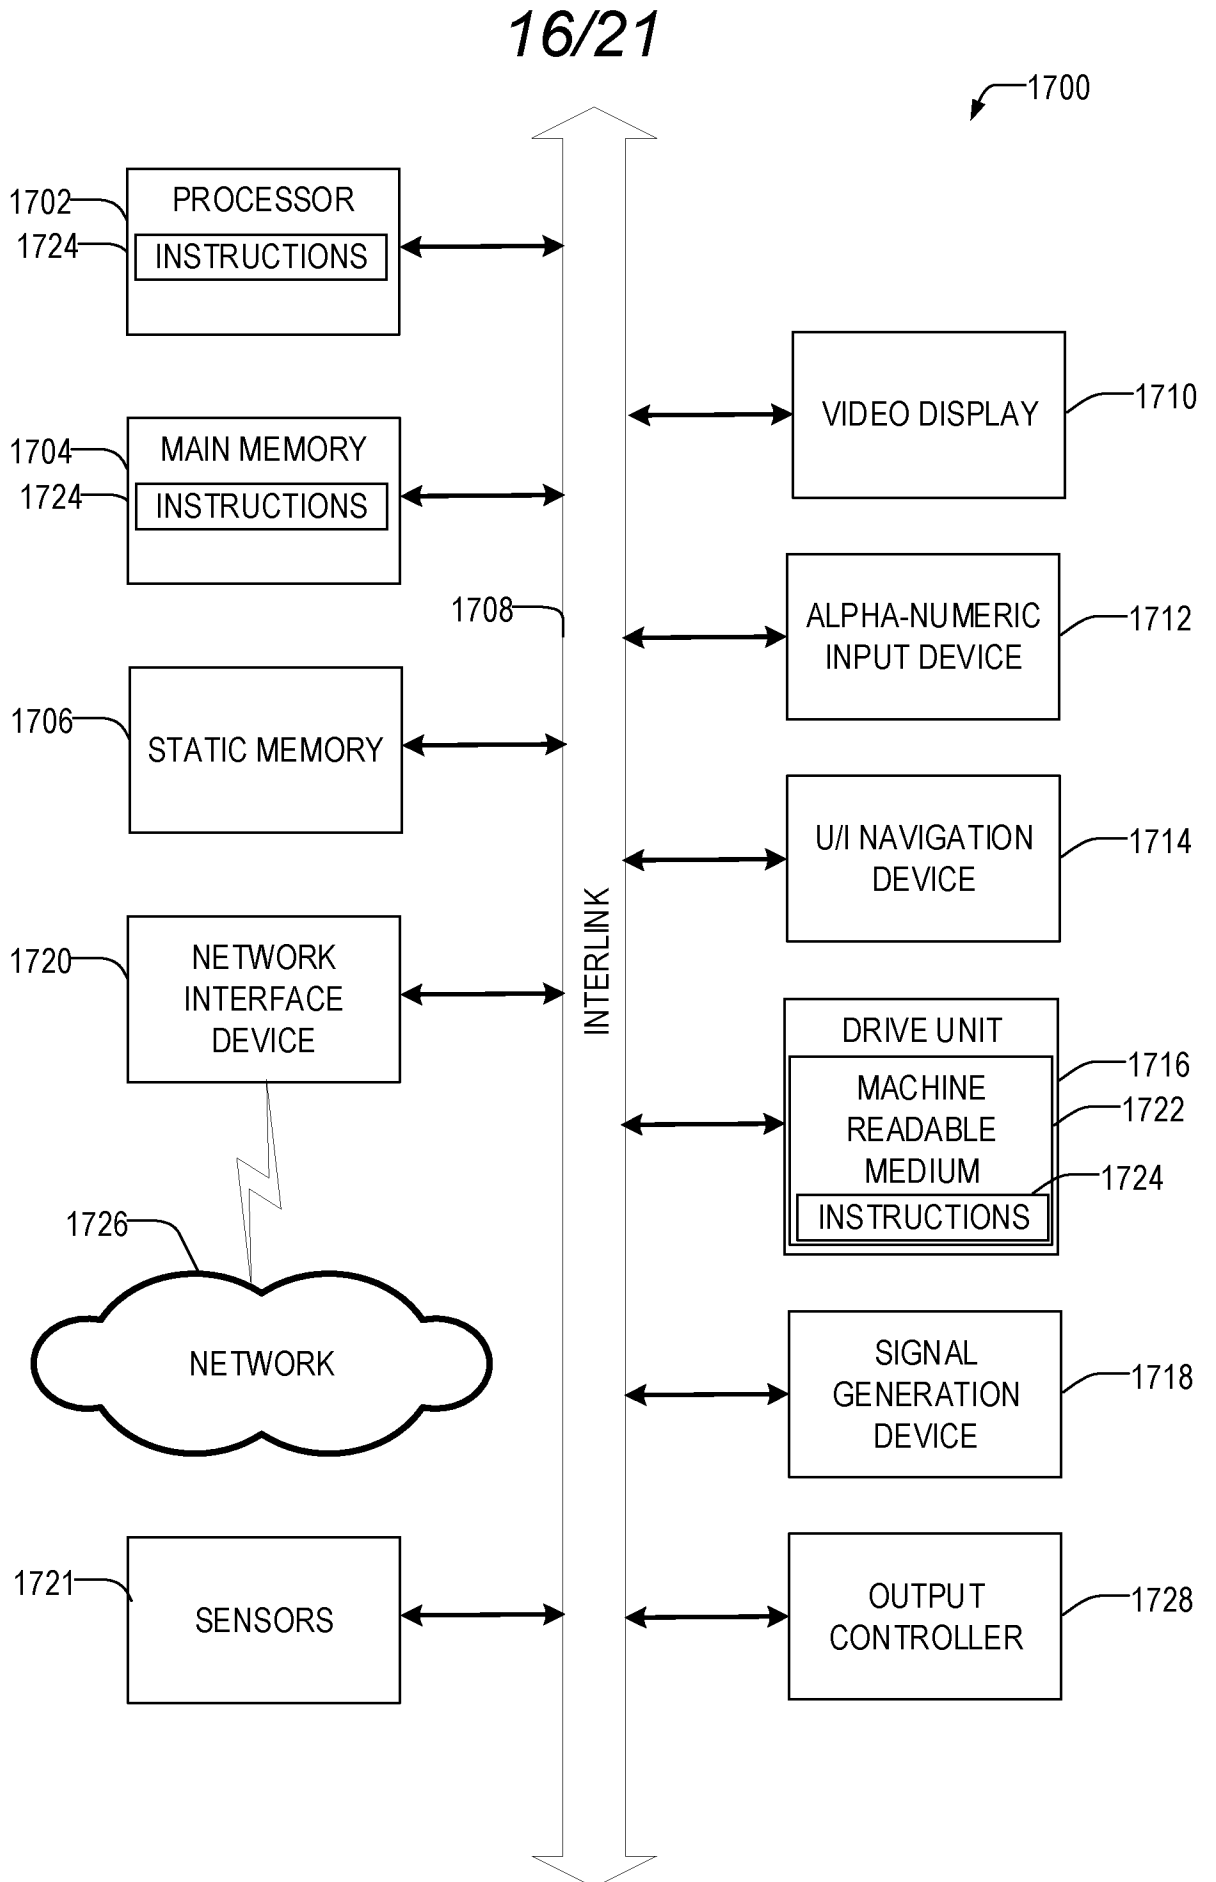 16/21
1700
1702
PROCESSOR
1724
INSTRUCTIONS
1704
MAIN MEMORY
1724
INSTRUCTIONS
1708
1706
STATIC MEMORY
1720
NETWORK
INTERFACE
DEVICE
1726
NETWORK
1721
SENSORS
INTERLINK
VIDEO DISPLAY
1710
ALPHA-NUMERIC
INPUT DEVICE
1712
U/I NAVIGATION
DEVICE
1714
DRIVE UNIT
1716
MACHINE
READABLE
MEDIUM
1722
1724
INSTRUCTIONS
SIGNAL
GENERATION
DEVICE
1718
OUTPUT
CONTROLLER
1728